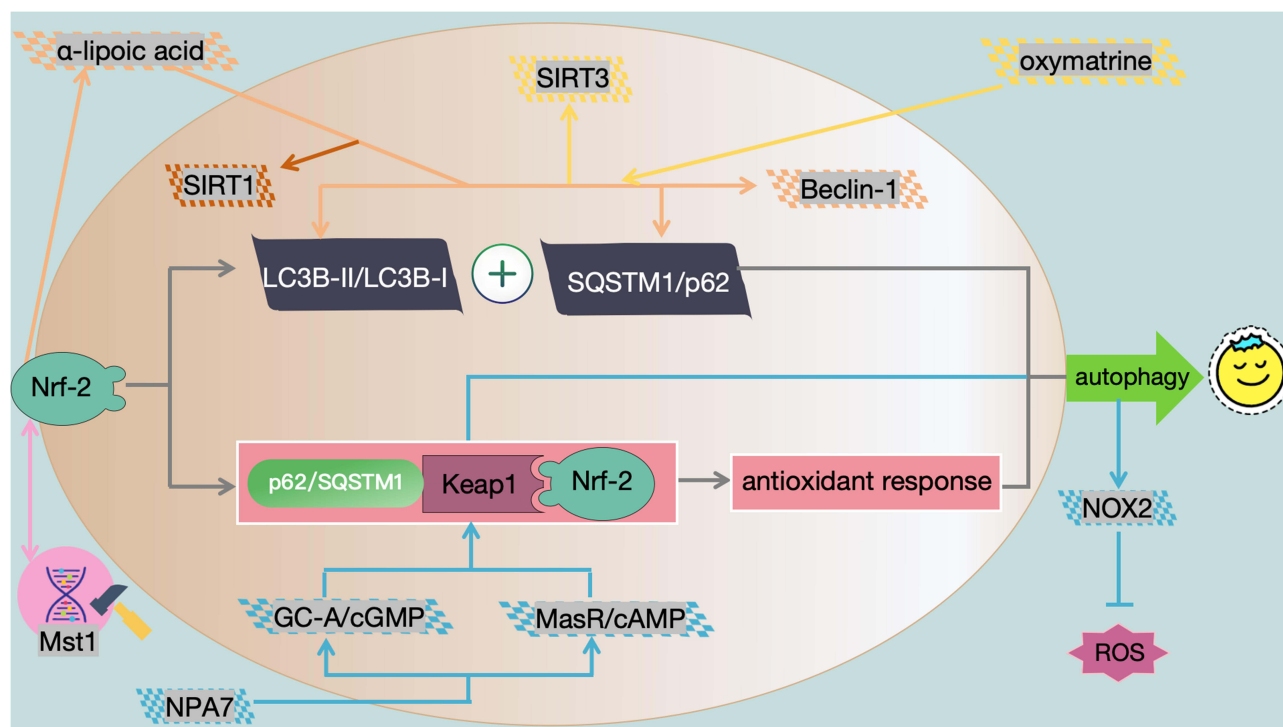 α-lipoic acid
SIRT3
oxymatrine
SIRT1
Beclin-1
LC3B-II/LC3B-I
+
SQSTM1/p62
Nrf-2
autophagy
p62/SQSTM1
Keap1
Nrf-2
antioxidant response
NOX2
Mst1
GC-A/cGMP
MasR/cAMP
ROS
NPA7